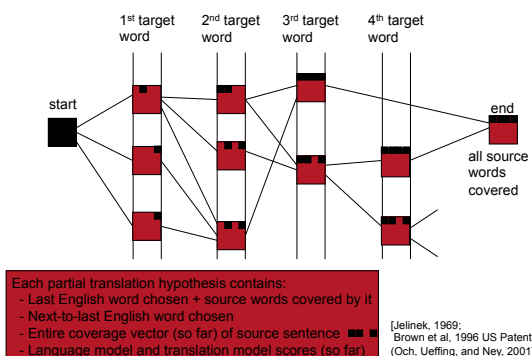 1st target word
2nd target word
3rd target word
4th target word
start
end
all source
words
covered
Each partial translation hypothesis contains:
- Last English word chosen + source words covered by it
- Next-to-last English word chosen
- Entire coverage vector (so far) of source sentence
- Language model and translation model scores (so far)
[Jelinek, 1969;
Brown et al, 1996 US Patent
(Och, Ueffing, and Ney, 2001